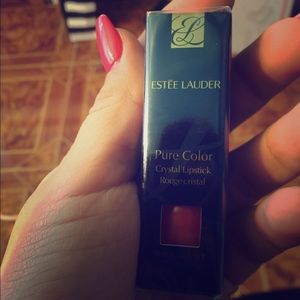 ESTĒE LAUDER
Pure Color
Crystal Lipstick
Rouge cristal